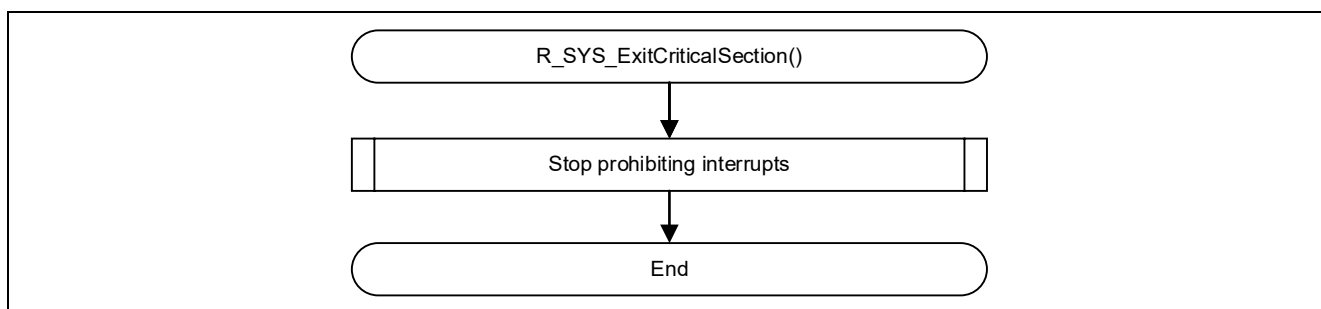 R_SYS_ExitCriticalSection()
Stop prohibiting interrupts
End